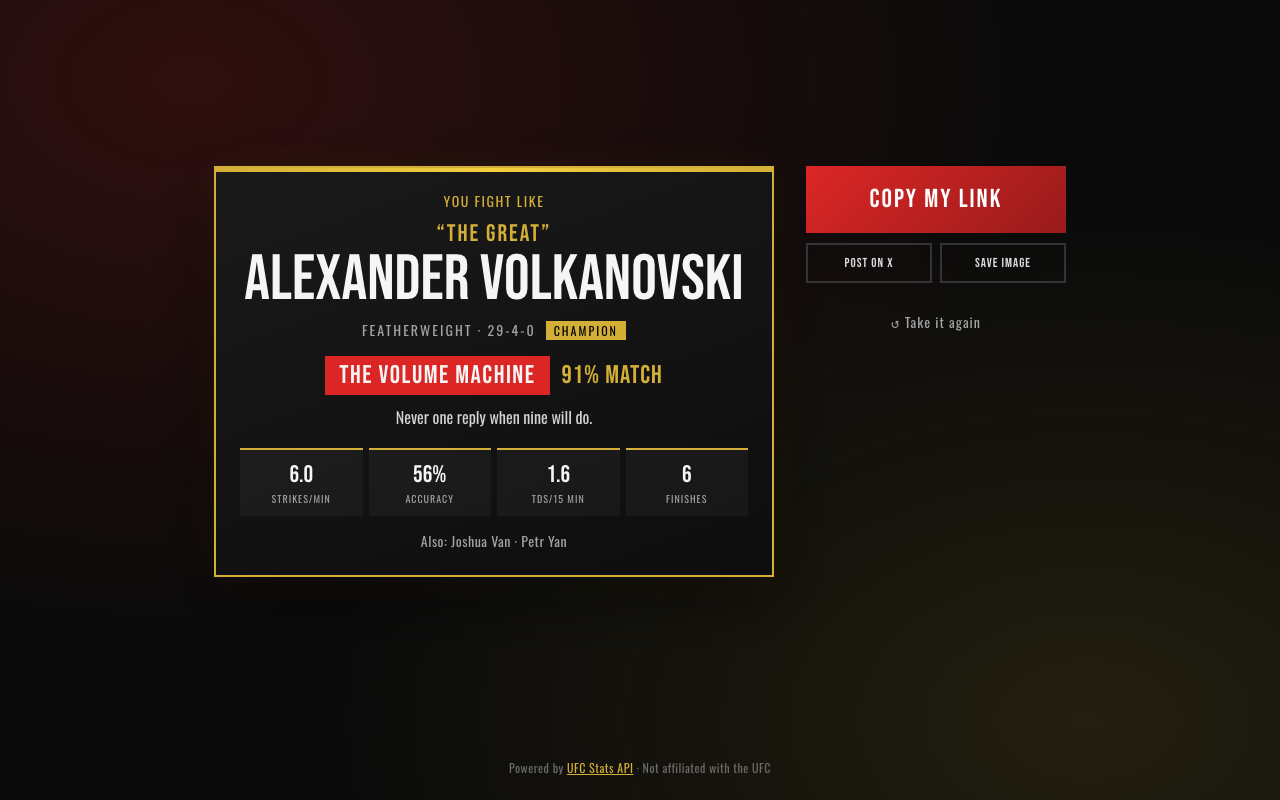 YOU FIGHT LIKE
“THE GREAT”
ALEXANDER VOLKANOVSKI
FEATHERWEIGHT · 29-4-0 CHAMPION
THE VOLUME MACHINE 91% MATCH
Never one reply when nine will do.
6.0 56% 1.6 6
STRIKES/MIN ACCURACY TDS/15 MIN FINISHES
Also: Joshua Van · Petr Yan
COPY MY LINK
POST ON X SAVE IMAGE
↺ Take it again
Powered by UFC Stats API · Not affiliated with the UFC